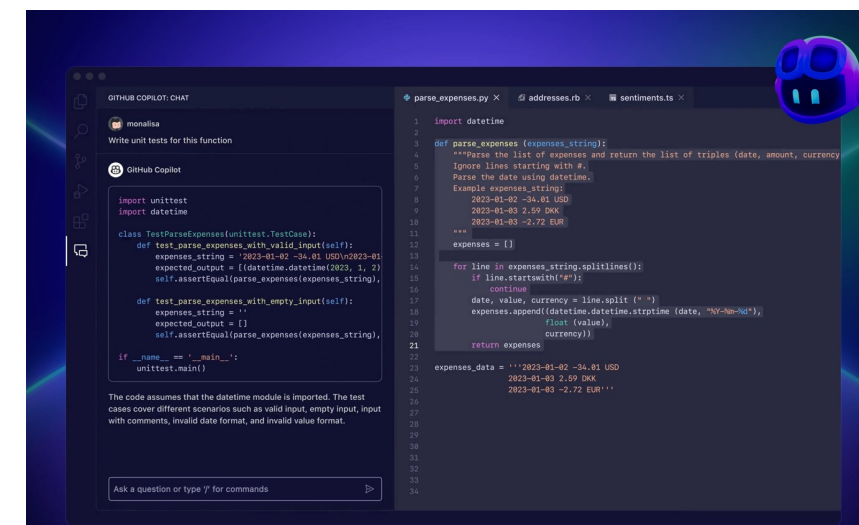 GITHUB COPILOT: CHAT
monalisa
Write unit tests for this function
GitHub Copilot
import unittest
import datetime
class TestParseExpenses(unittest.TestCase):
def test_parse_expenses_with_valid_input(self):
expenses_string = '2023-01-02 -34.01 USD\n2023-01
expected_output = [(datetime.datetime(2023, 1, 2)
self.assertEqual(parse_expenses(expenses_string),
def test_parse_expenses_with_empty_input(self):
expenses_string = ''
expected_output = []
self.assertEqual(parse_expenses(expenses_string),
if __name__ == '__main__':
unittest.main()
The code assumes that the datetime module is imported. The test
cases cover different scenarios such as valid input, empty input, input
with comments, invalid date format, and invalid value format.
Ask a question or type '/' for commands
parse_expenses.py × addresses.rb × sentiments.ts ×
1 import datetime
2
3 def parse_expenses (expenses_string):
4 """Parse the list of expenses and return the list of triples (date, amount, currency
5 Ignore lines starting with #.
6 Parse the date using datetime.
7 Example expenses_string:
8 2023-01-02 -34.01 USD
9 2023-01-03 2.59 DKK
10 2023-01-03 -2.72 EUR
11 """
12 expenses = []
13
14 for line in expenses_string.splitlines():
15 if line.startswith("#"):
16 continue
17 date, value, currency = line.split (" ")
18 expenses.append((datetime.datetime.strptime (date, "%Y-%m-%d"),
19 float (value),
20 currency))
21 return expenses
22
23 expenses_data = '''2023-01-02 -34.01 USD
24 2023-01-03 2.59 DKK
25 2023-01-03 -2.72 EUR'''
26
27
28
29
30
31
32
33
34